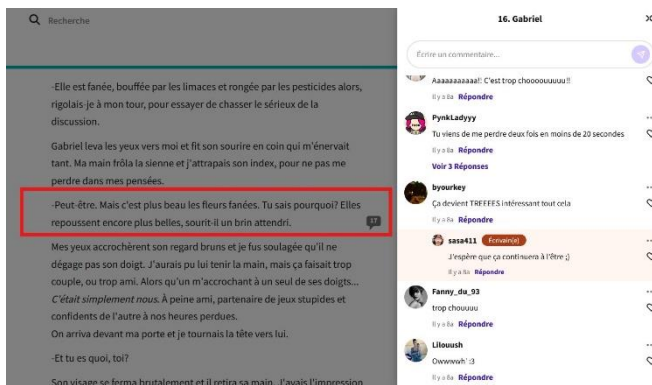 Recherche
-Elle est fanée, bouffée par les limaces et rongée par les pesticides alors,
rigolais-je à mon tour, pour essayer de chasser le sérieux de la
discussion.
Gabriel leva les yeux vers moi et fit son sourire en coin qui m'énervait
tant. Ma main frôla la sienne et j'attrapais son index, pour ne pas me
perdre dans mes pensées.
-Peut-être. Mais c'est plus beau les fleurs fanées. Tu sais pourquoi? Elles
repoussent encore plus belles, sourit-il un brin attendri.
17
Mes yeux accrochèrent son regard bruns et je fus soulagée qu'il ne
dégage pas son doigt. J'aurais pu lui tenir la main, mais ça faisait trop
couple, ou trop ami. Alors qu'un m'accrochant à un seul de ses doigts...
C'était simplement nous. À peine ami, partenaire de jeux stupides et
confidents de l'autre à nos heures perdues.
On arriva devant ma porte et je tournais la tête vers lui.
-Et tu es quoi, toi?
Son visage se ferma brutalement et il retira sa main. J'avais l'impression
16. Gabriel
Écrire un commentaire...
Aaaaaaaaaa!! C'est trop choooouuuuu!!
Il y a 8a Répondre
PynkLadyyy
Tu viens de me perdre deux fois en moins de 20 secondes
Il y a 8a Répondre
Voir 3 Réponses
byourkey
Ça devient TREEEES intéressant tout cela
Il y a 8a Répondre
sasa411 Écrivain(e)
J'espère que ça continuera à l'être ;)
Il y a 8a Répondre
Fanny_du_93
trop chouuuu
Il y a 8a Répondre
Lilouush
Owwwwh' :3
Il y a 8a Répondre